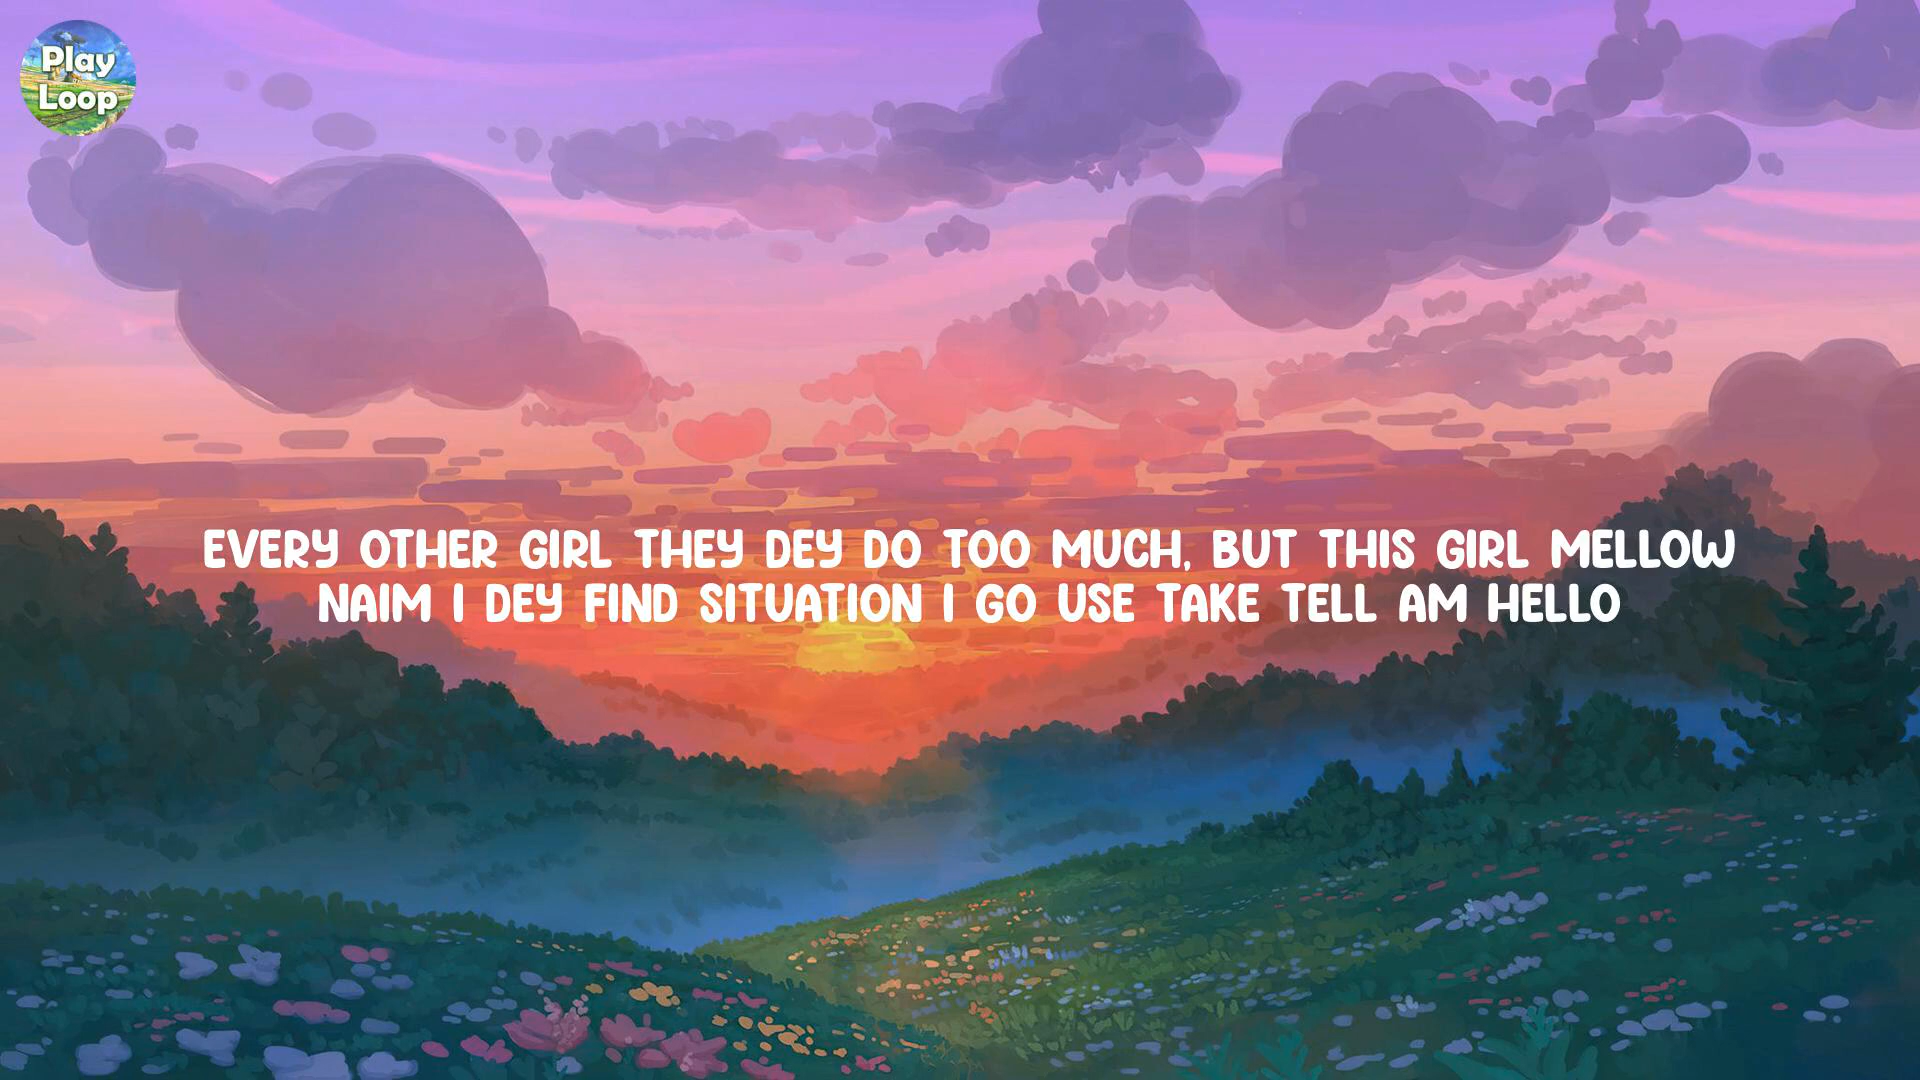 Play
Loop
EVERY OTHER GIRL THEY DEY DO TOO MUCH, BUT THIS GIRL MELLOW
NAIM I DEY FIND SITUATION I GO USE TAKE TELL AM HELLO